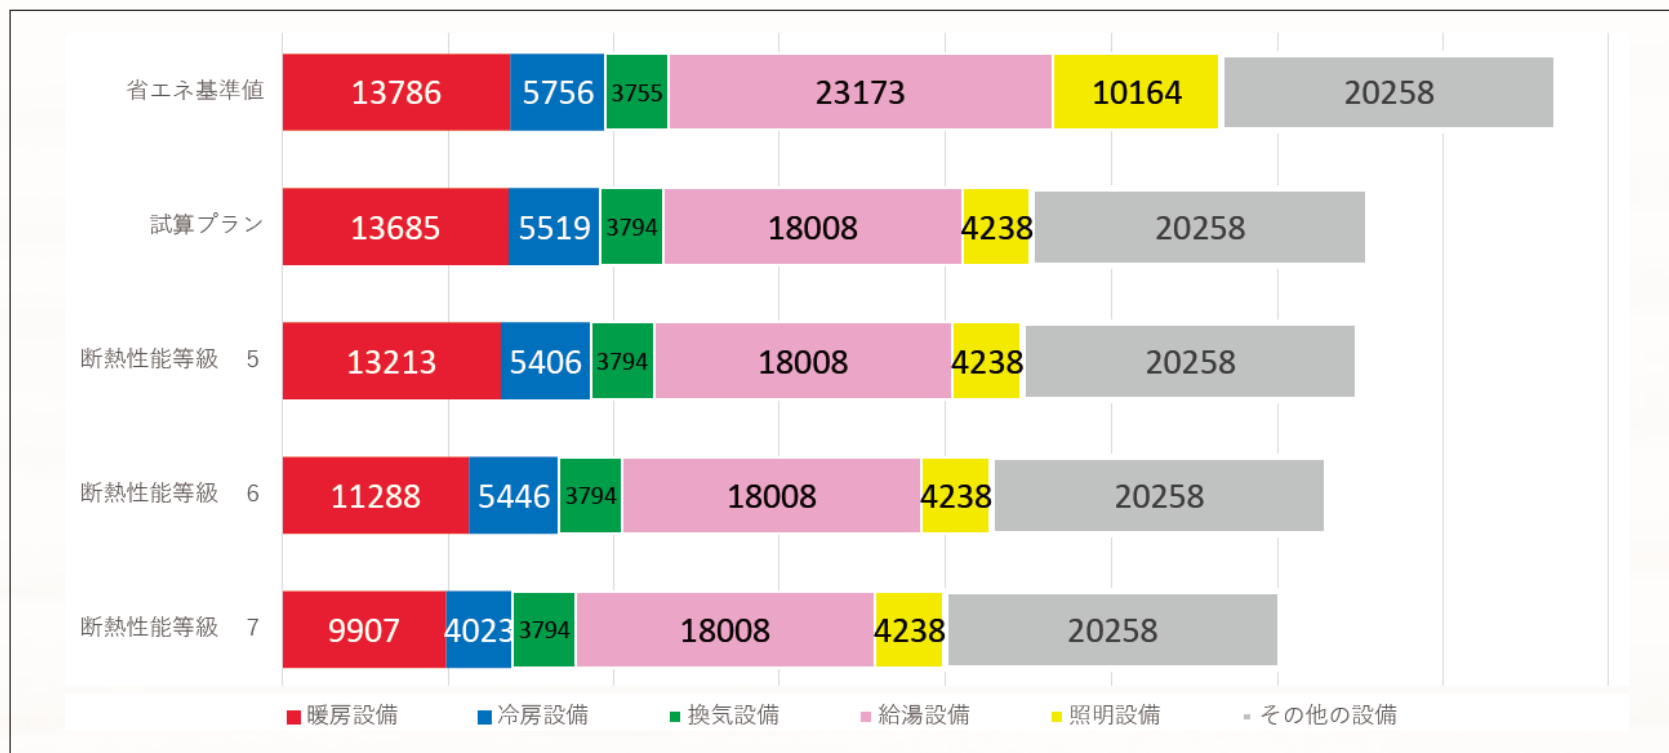 省エネ基準値 13786 5756 3755 23173 10164 20258
試算プラン 13685 5519 3794 18008 4238 20258
断熱性能等級　5 13213 5406 3794 18008 4238 20258
断熱性能等級　6 11288 5446 3794 18008 4238 20258
断熱性能等級　7 9907 4023 3794 18008 4238 20258
暖房設備 冷房設備 換気設備 給湯設備 照明設備 その他の設備